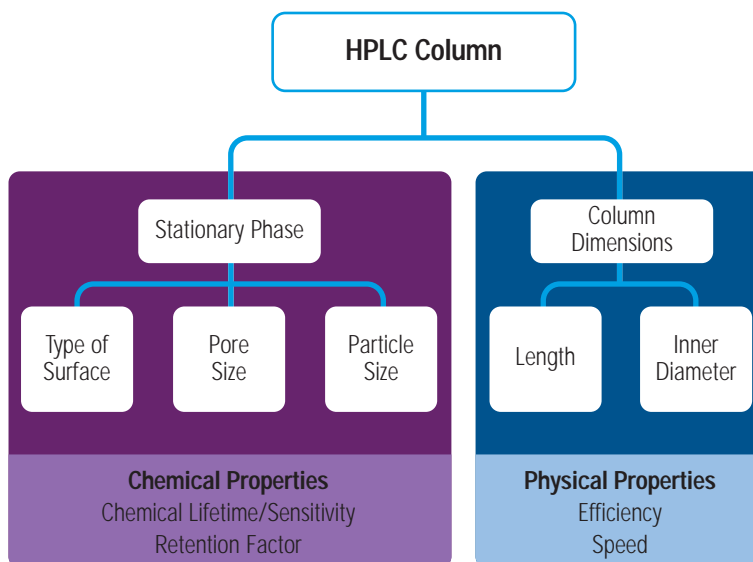 HPLC Column
Stationary Phase
Column
Dimensions
Type of
Surface
Pore
Size
Particle
Size
Length
Inner
Diameter
Chemical Properties
Chemical Lifetime/Sensitivity
Retention Factor
Physical Properties
Efficiency
Speed